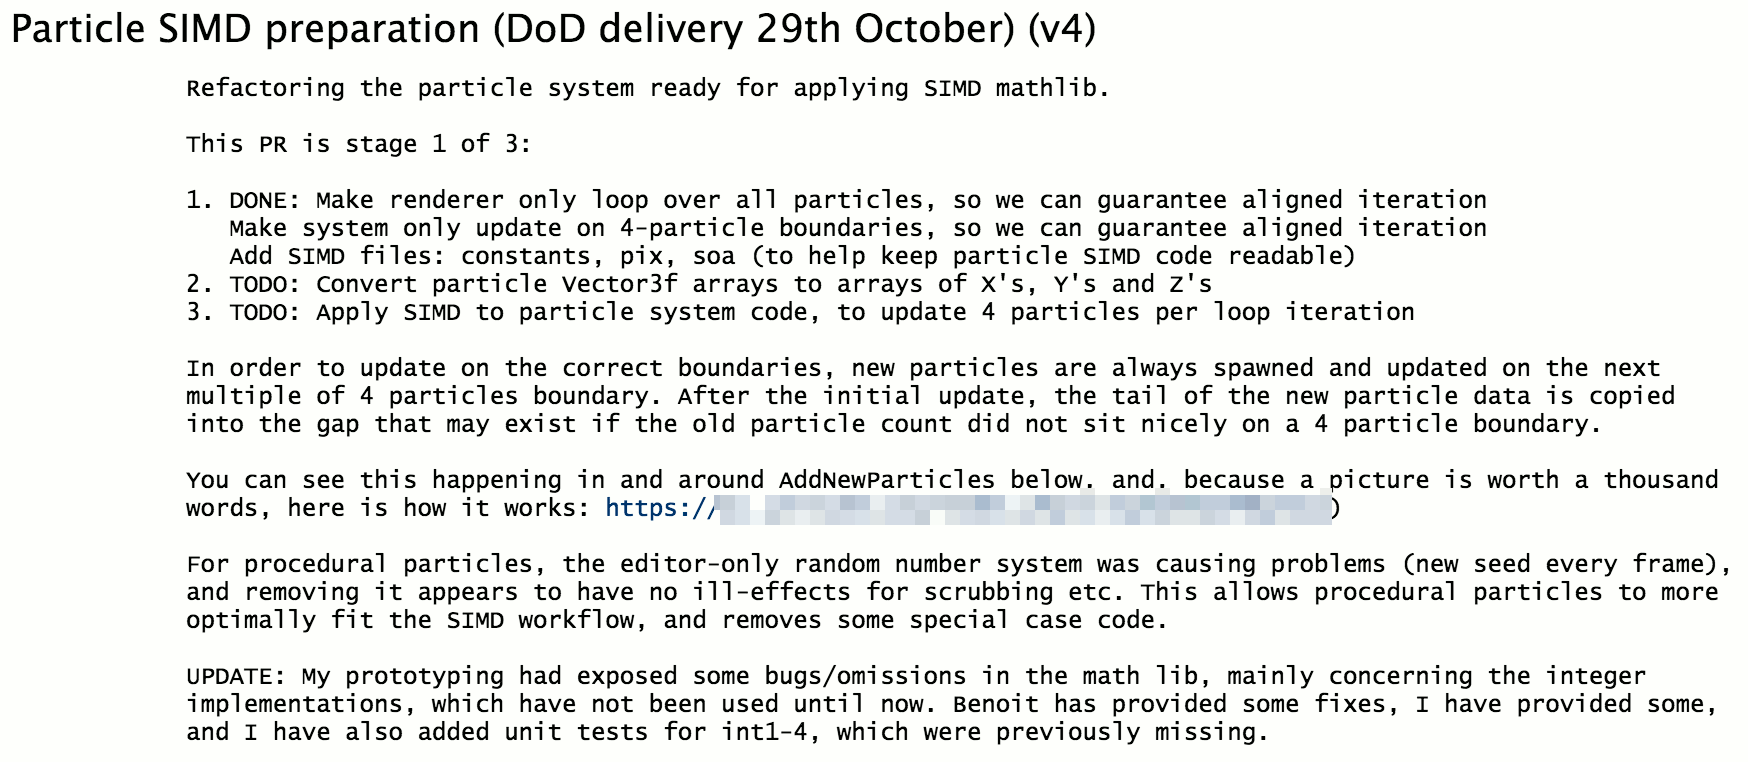 Particle SIMD preparation (DoD delivery 29th October) (v4)
Refactoring the particle system ready for applying SIMD mathlib.
This PR is stage 1 of 3:
1. DONE: Make renderer only loop over all particles, so we can guarantee aligned iteration
Make system only update on 4-particle boundaries, so we can guarantee aligned iteration
Add SIMD files: constants, pix, soa (to help keep particle SIMD code readable)
2. TODO: Convert particle Vector3f arrays to arrays of X's, Y's and Z's
3. TODO: Apply SIMD to particle system code, to update 4 particles per loop iteration
In order to update on the correct boundaries, new particles are always spawned and updated on the next
multiple of 4 particles boundary. After the initial update, the tail of the new particle data is copied
into the gap that may exist if the old particle count did not sit nicely on a 4 particle boundary.
You can see this happening in and around AddNewParticles below. and. because a picture is worth a thousand
words, here is how it works: https://)
For procedural particles, the editor-only random number system was causing problems (new seed every frame),
and removing it appears to have no ill-effects for scrubbing etc. This allows procedural particles to more
optimally fit the SIMD workflow, and removes some special case code.
UPDATE: My prototyping had exposed some bugs/omissions in the math lib, mainly concerning the integer
implementations, which have not been used until now. Benoit has provided some fixes, I have provided some,
and I have also added unit tests for int1-4, which were previously missing.